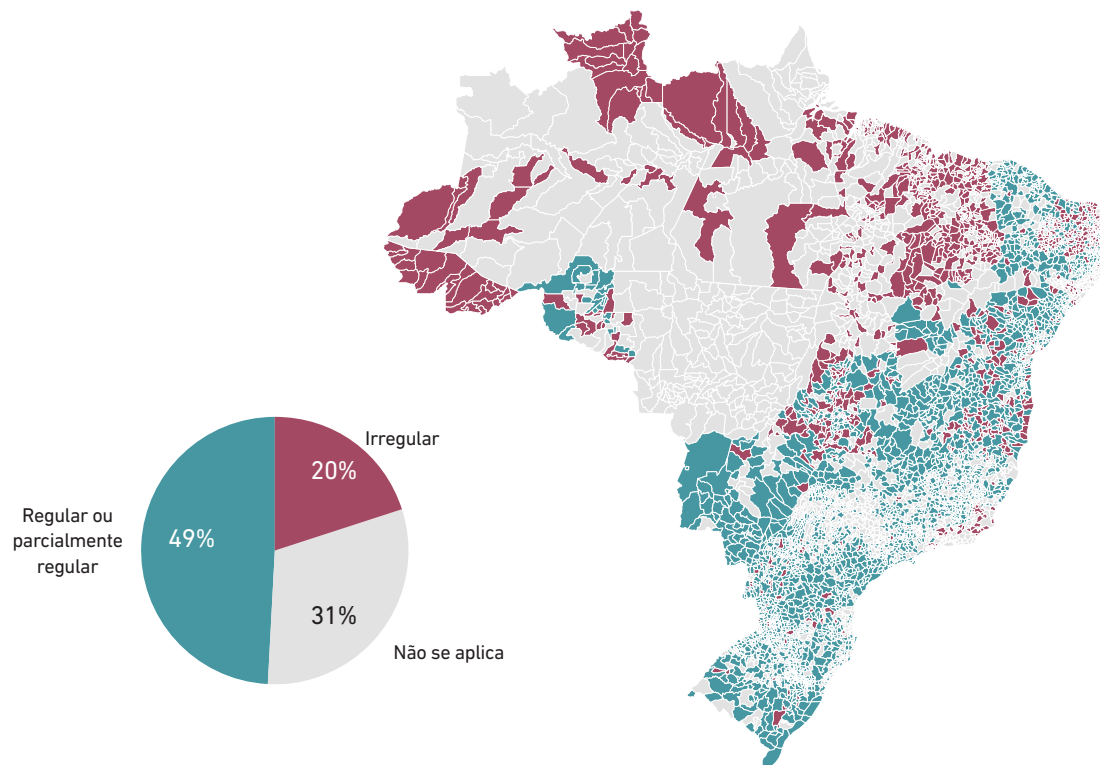 Irregular
20%
Regular ou
parcialmente
regular
49%
31%
Não se aplica